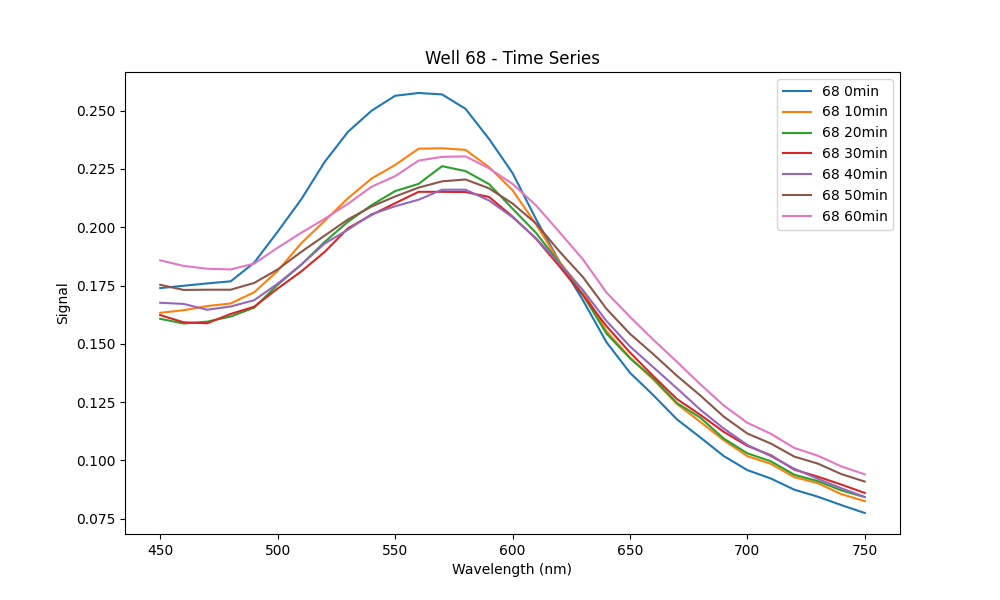 Well 68 - Time Series
68 0min
68 10min
68 20min
68 30min
68 40min
68 50min
68 60min
Signal
0.250
0.225
0.200
0.175
0.150
0.125
0.100
0.075
450 500 550 600 650 700 750
Wavelength (nm)